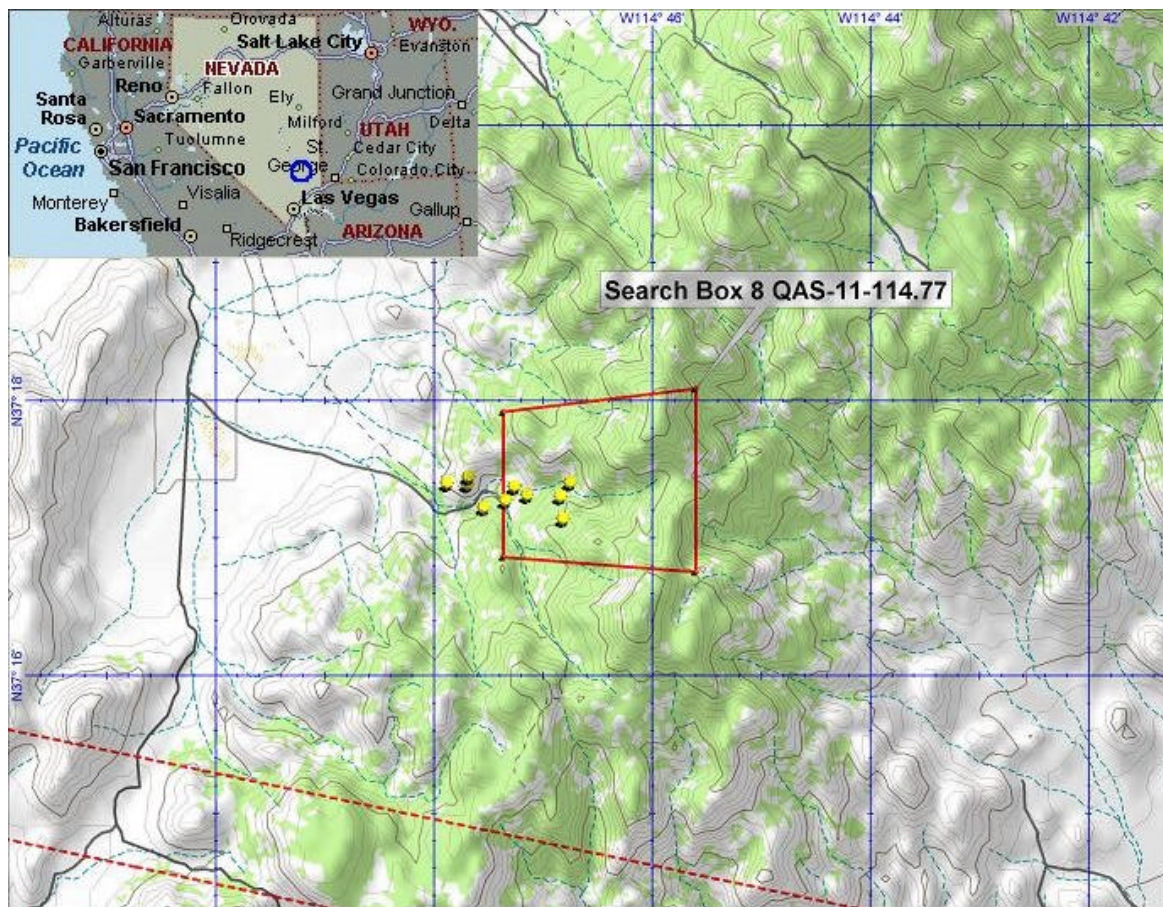 Alturas
Orovada
WYO.
CALIFORNIA
Salt Lake City
Evanston
Garberville
NEVADA
Reno
Fallon
Grand Junction
Santa
Rosa
Ely
Sacramento
Milford
Delta
Tuolumne
UTAH
Pacific
Ocean
St.
George
Cedar City
San Francisco
Colorado City
Monterey
Visalia
Las Vegas
Bakersfield
Gallup
Ridgecrest
ARIZONA
W114° 46'
W114° 44'
W114° 42'
Search Box 8 QAS-11-114.77
N37° 18'
N37° 16'